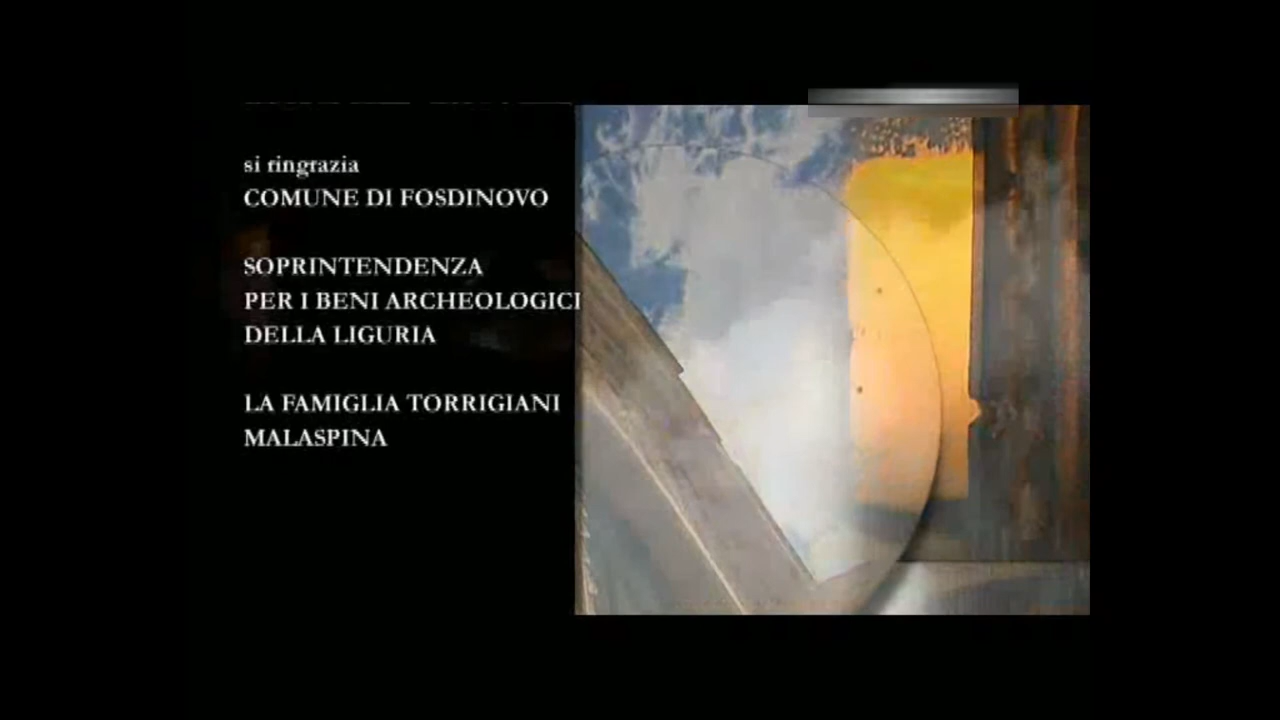 si ringrazia
COMUNE DI FOSDINOVO
SOPRINTENDENZA
PER I BENI ARCHEOLOGICI
DELLA LIGURIA
LA FAMIGLIA TORRIGIANI
MALASPINA